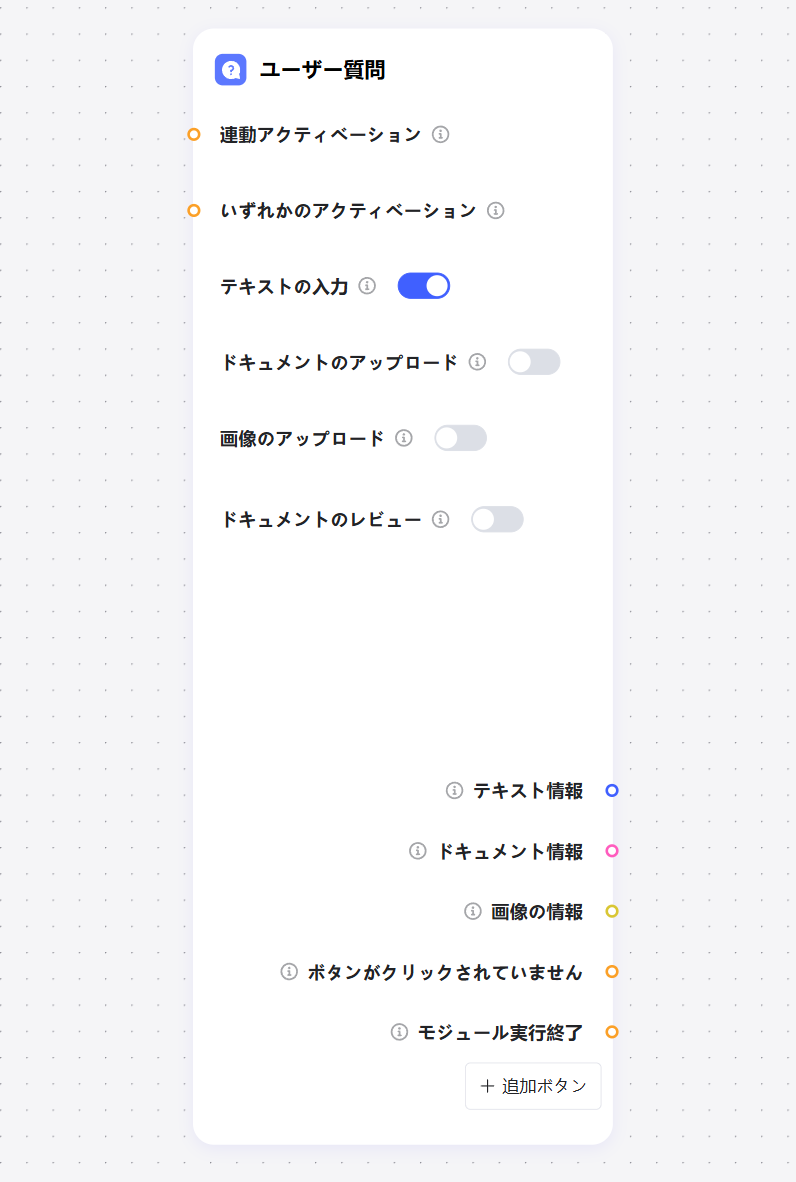 ユーザー質問
連動アクティベーション
いずれかのアクティベーション
テキストの入力
ドキュメントのアップロード
画像のアップロード
ドキュメントのレビュー
テキスト情報
ドキュメント情報
画像の情報
ボタンがクリックされていません
モジュール実行終了
+ 追加ボタン